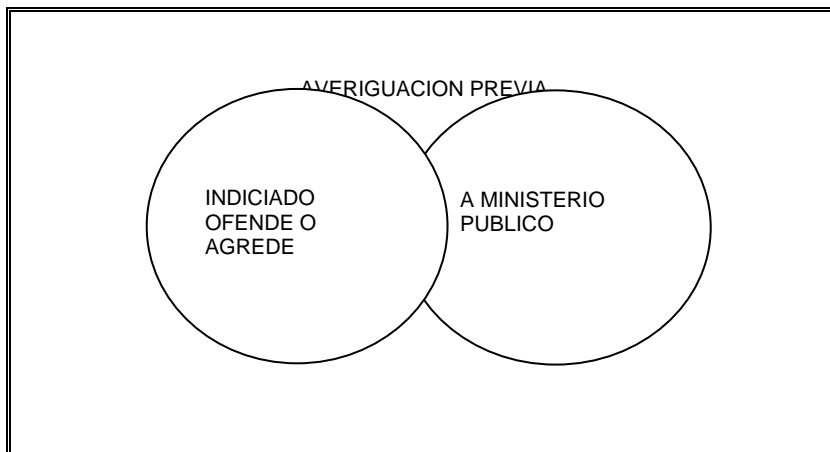 AVERIGUACION PREVIA
INDICIADO
OFENDE O
AGREDE
A MINISTERIO
PUBLICO